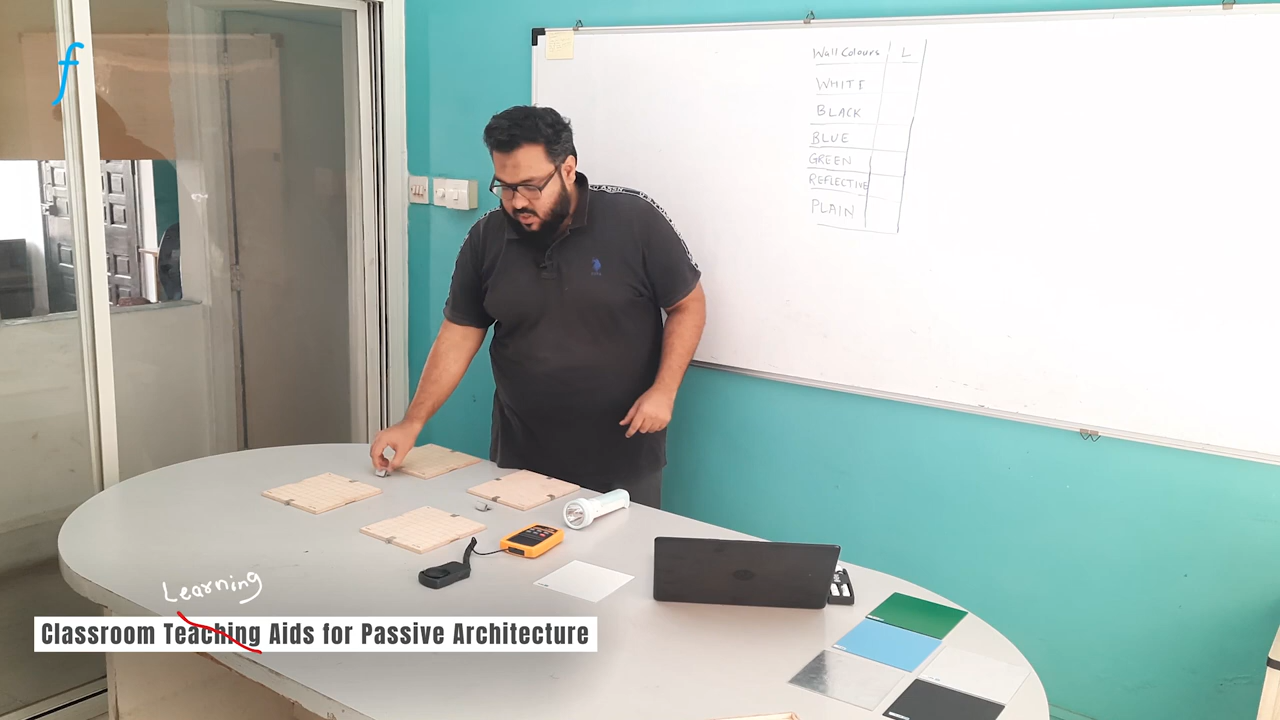 f
Wall Colours L
WHITE
BLACK
BLUE
GREEN
REFLECTIVE
PLAIN
Learning
Classroom Teaching Aids for Passive Architecture